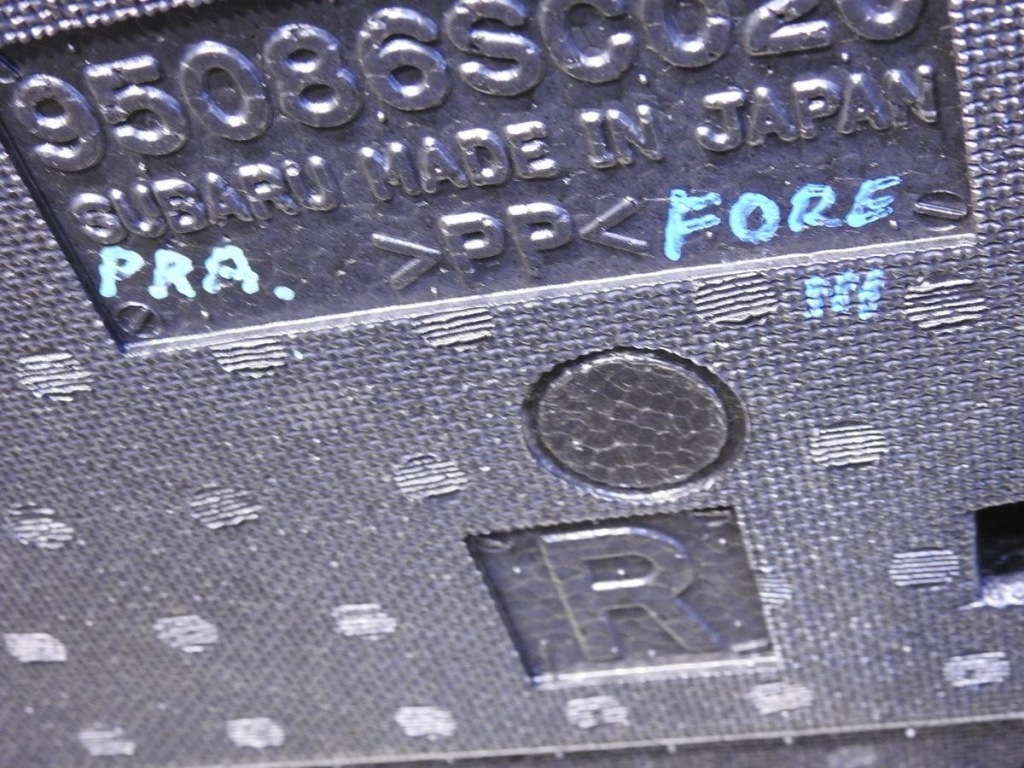 95086SC020
SUBARU MADE IN JAPAN
PRA. >PP< FORE
R